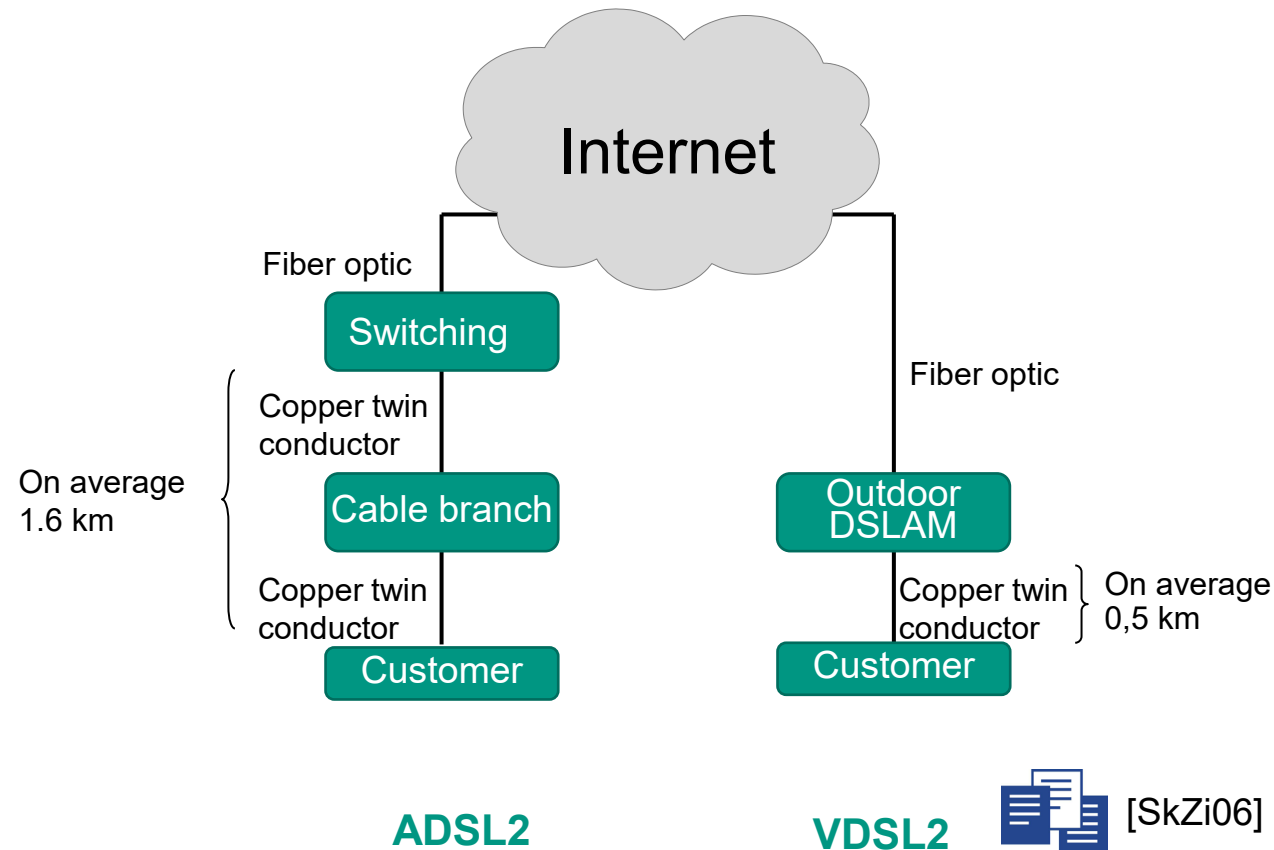 Internet
Fiber optic
Switching
Copper twin
conductor
On average
1.6 km
Cable branch
Copper twin
conductor
Customer
ADSL2
Fiber optic
Outdoor
DSLAM
Copper twin
conductor
On average
0,5 km
Customer
VDSL2
[SkZi06]